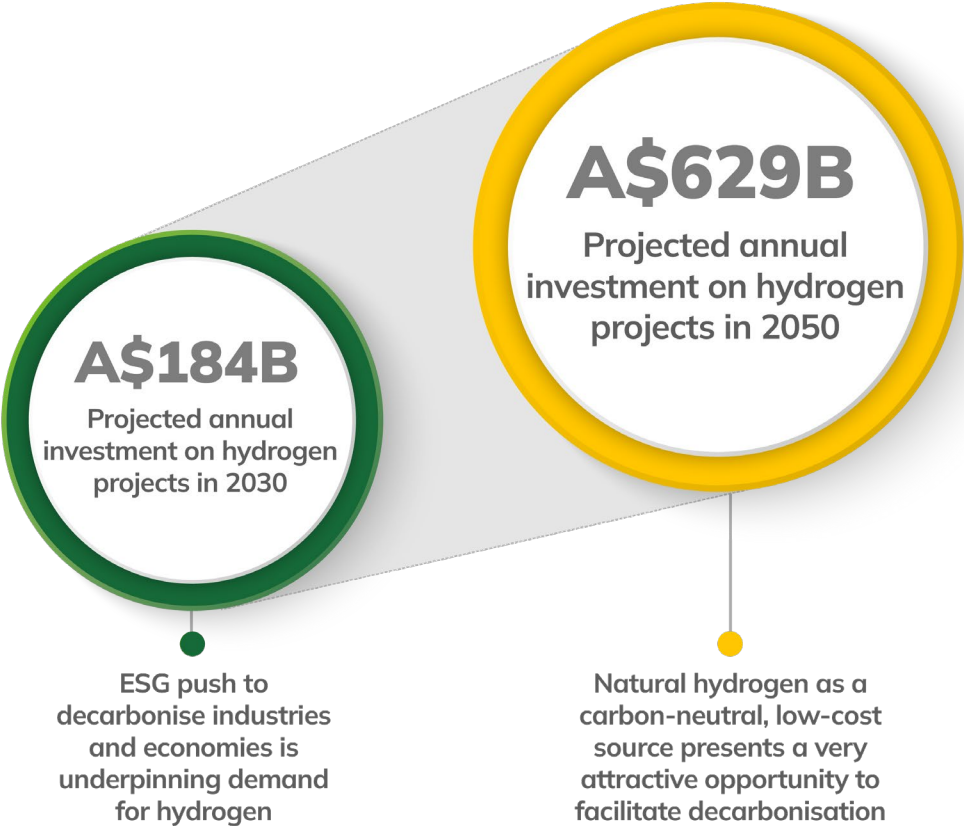 A$184B
Projected annual
investment on hydrogen
projects in 2030
ESG push to
decarbonise industries
and economies is
underpinning demand
for hydrogen
A$629B
Projected annual
investment on hydrogen
projects in 2050
Natural hydrogen as a
carbon-neutral, low-cost
source presents a very
attractive opportunity to
facilitate decarbonisation